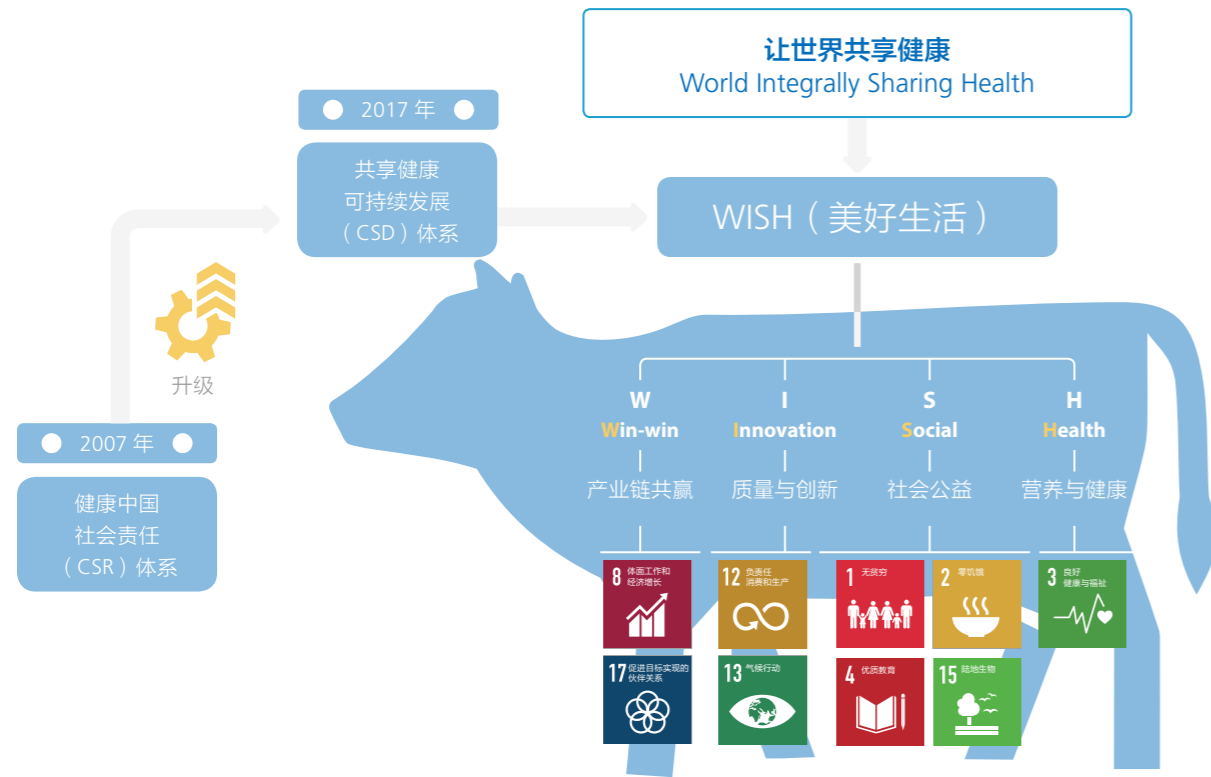 让世界共享健康
World Integrally Sharing Health
2017 年
共享健康
可持续发展
（CSD）体系
WISH（美好生活）
升级
2007 年
健康中国
社会责任
（CSR）体系
W
Win-win
产业链共赢
I
Innovation
质量与创新
S
Social
社会公益
H
Health
营养与健康
8 体面工作和
经济增长
12 负责任
消费和生产
1 无贫穷
2 零饥饿
3 良好
健康与福祉
17 促进目标实现的
伙伴关系
13 气候行动
4 优质教育
15 陆地生物